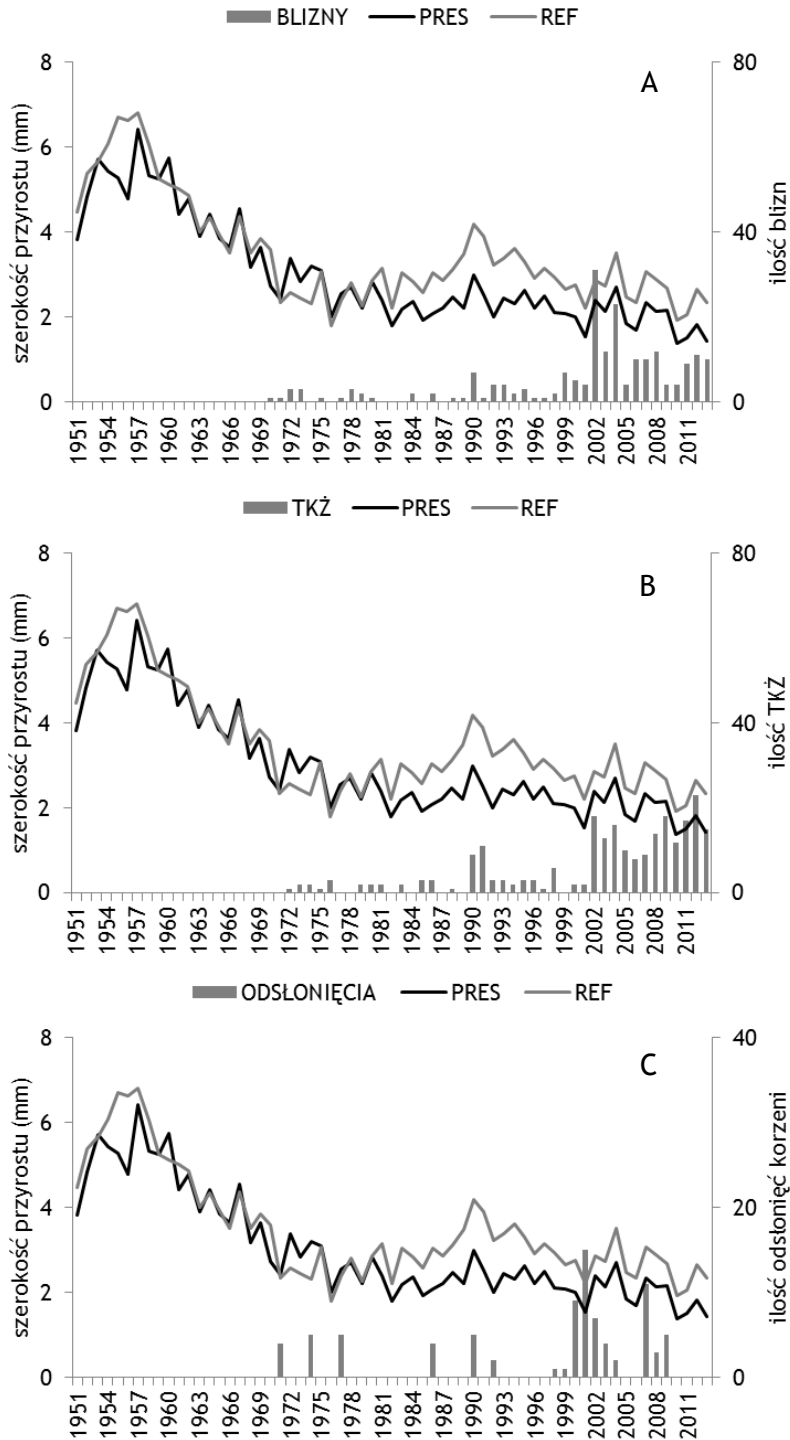 BLIZNY PRES REF
8 80
A
6
szerokość przyrostu (mm)
ilość blizn
4 40
2
0 0
1951 1954 1957 1960 1963 1966 1969 1972 1975 1978 1981 1984 1987 1990 1993 1996 1999 2002 2005 2008 2011
TKŻ PRES REF
8 80
B
6
szerokość przyrostu (mm)
ilość TKŻ
4 40
2
0 0
1951 1954 1957 1960 1963 1966 1969 1972 1975 1978 1981 1984 1987 1990 1993 1996 1999 2002 2005 2008 2011
ODSŁONIĘCIA PRES REF
8 40
C
6
szerokość przyrostu (mm)
ilość odsłonięć korzeni
4 20
2
0 0
1951 1954 1957 1960 1963 1966 1969 1972 1975 1978 1981 1984 1987 1990 1993 1996 1999 2002 2005 2008 2011